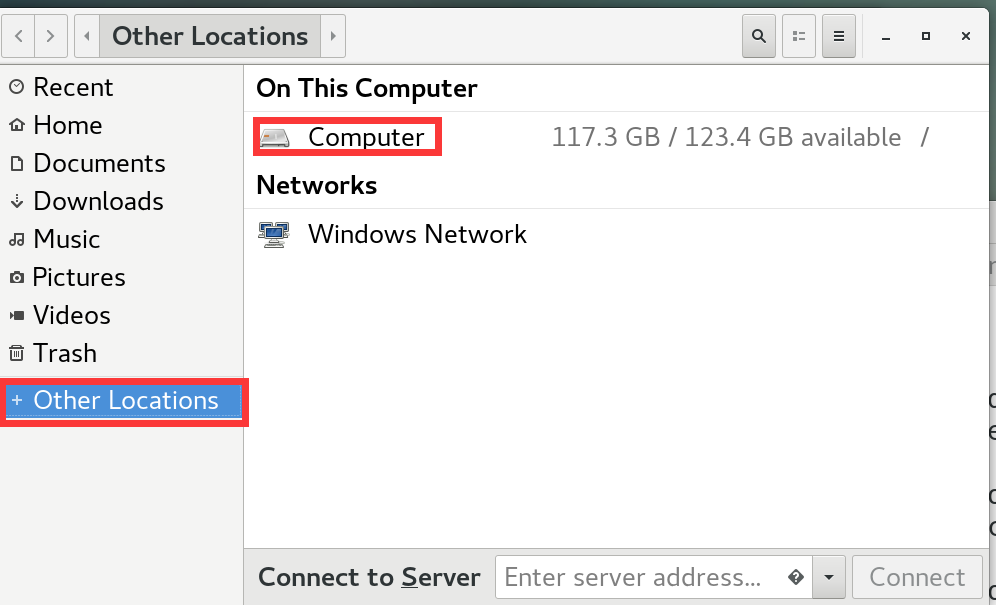 Other Locations
Recent
Home
Documents
Downloads
Music
Pictures
Videos
Trash
+ Other Locations
On This Computer
Computer 117.3 GB / 123.4 GB available /
Networks
Windows Network
Connect to Server Enter server address... Connect